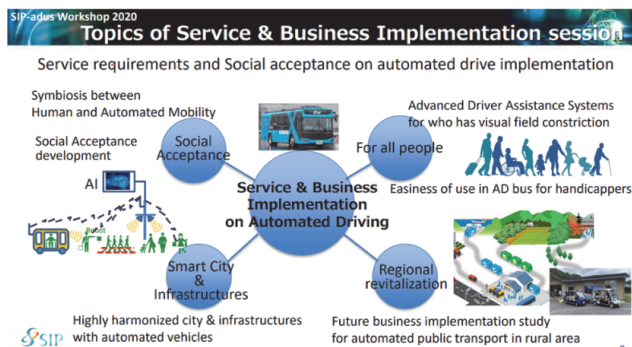 SIP-adus Workshop 2020
Topics of Service & Business Implementation session
Service requirements and Social acceptance on automated drive implementation
Symbiosis between
Human and Automated Mobility
Social Acceptance
development
AI
Robot
Social
Acceptance
For all people
Advanced Driver Assistance Systems
for who has visual field constriction
Easiness of use in AD bus for handicappers
Service & Business
Implementation
on Automated Driving
Smart City
&
Infrastructures
Regional
revitalization
Highly harmonized city & infrastructures
with automated vehicles
Future business implementation study
for automated public transport in rural area
SIP